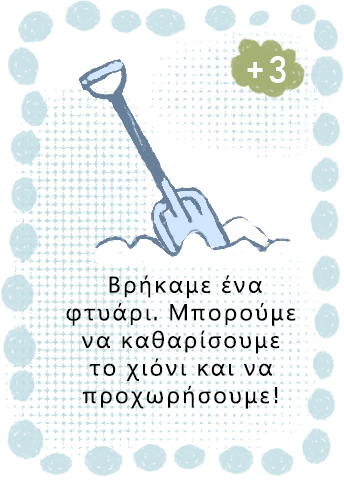 +3
Βρήκαμε ένα
φτυάρι. Μπορούμε
να καθαρίσουμε
το χιόνι και να
προχωρήσουμε!